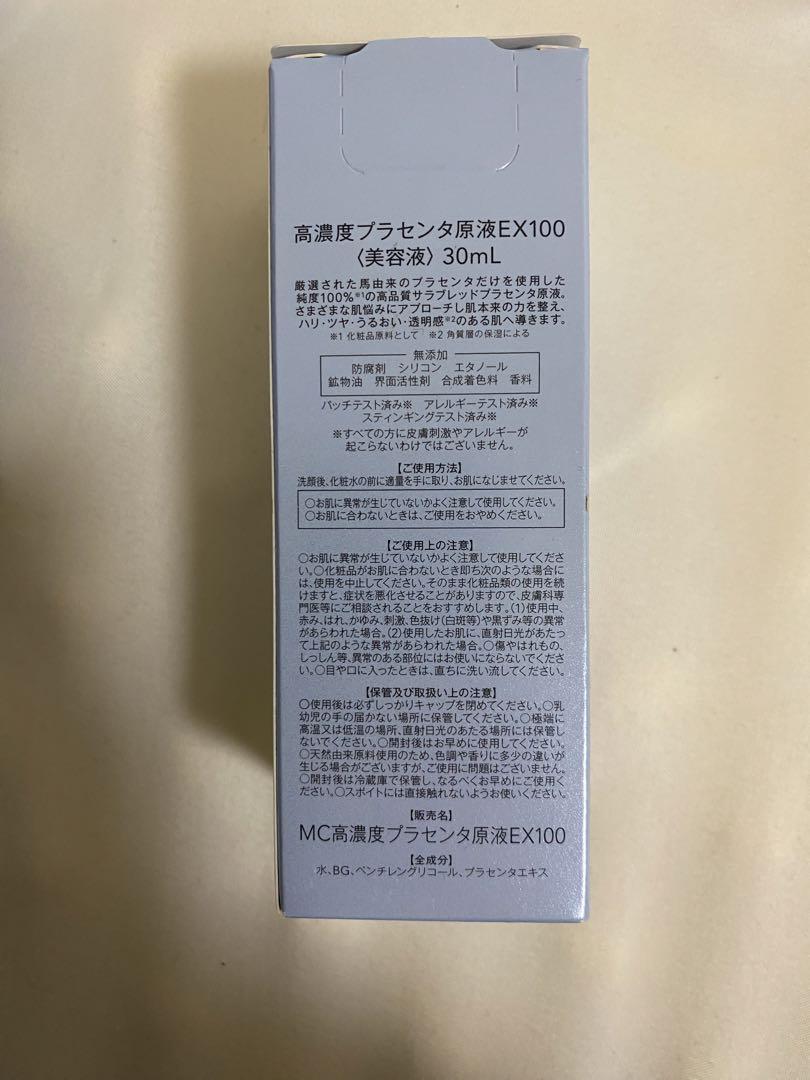 高濃度プラセンタ原液EX100
〈美容液〉30mL
厳選された馬由来のプラセンタだけを使用した
純度100%※1の高品質サラブレッドプラセンタ原液。
さまざまな肌悩みにアプローチし肌本来の力を整え、
ハリ・ツヤ・うるおい・透明感※2のある肌へ導きます。
※1 化粧品原料として ※2 角質層の保湿による
無添加
防腐剤 シリコン エタノール
鉱物油 界面活性剤 合成着色料 香料
パッチテスト済み※ アレルギーテスト済み※
スティンギングテスト済み※
※すべての方に皮膚刺激やアレルギーが
起こらないわけではございません。
【ご使用方法】
洗顔後、化粧水の前に適量を手に取り、お肌になじませてください。
○お肌に異常が生じていないかよく注意して使用してください。
○お肌に合わないときは、ご使用をおやめください。
【ご使用上の注意】
○お肌に異常が生じていないかよく注意して使用してくださ
い。○化粧品がお肌に合わないとき即ち次のような場合に
は、使用を中止してください。そのまま化粧品類の使用を続
けますと、症状を悪化させることがありますので、皮膚科専
門医等にご相談されることをおすすめします。(1)使用中、
赤み、はれ、かゆみ、刺激、色抜け(白斑等)や黒ずみ等の異常
があらわれた場合。(2)使用したお肌に、直射日光があたっ
て上記のような異常があらわれた場合。○傷やはれもの、
しっしん等、異常のある部位にはお使いにならないでくださ
い。○目や口に入ったときは、直ちに洗い流してください。
【保管及び取扱い上の注意】
○使用後は必ずしっかりキャップを閉めてください。○乳
幼児の手の届かない場所に保管してください。○極端に
高温又は低温の場所、直射日光のあたる場所には保管し
ないでください。○開封後はお早めに使用してください。
○天然由来原料使用のため、色調や香りに多少の違いが
生じる場合がございますが、ご使用に問題はございません。
○開封後は冷蔵庫で保管し、なるべくお早めにご使用く
ださい。○スポイトには直接触れないようお使いください。
【販売名】
MC高濃度プラセンタ原液EX100
【全成分】
水、BG、ペンチレングリコール、プラセンタエキス